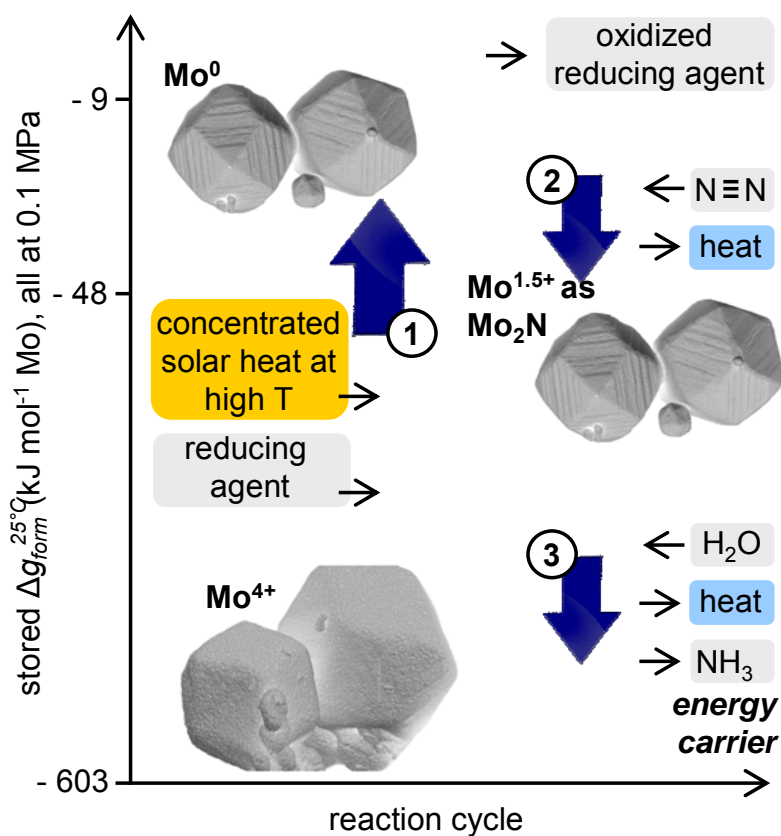 stored Δg_form^25°C (kJ mol-1 Mo), all at 0.1 MPa
- 9
- 48
- 603
Mo0
oxidized
reducing agent
2
N≡N
heat
Mo1.5+ as
Mo2N
1
concentrated
solar heat at
high T
reducing
agent
3
H2O
heat
NH3
energy
carrier
Mo4+
reaction cycle